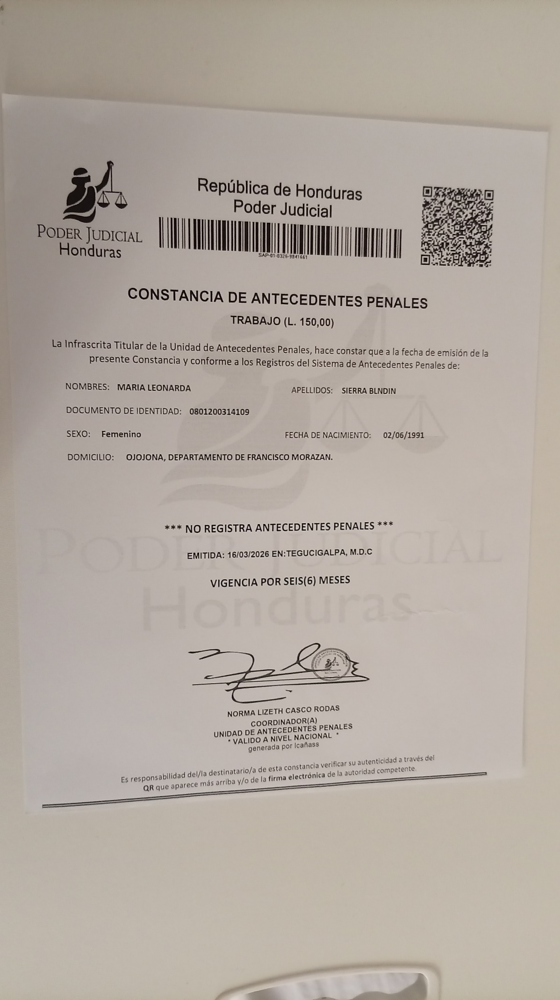 República de Honduras
Poder Judicial
PODER JUDICIAL
Honduras
SAP-01-0326-9841661
CONSTANCIA DE ANTECEDENTES PENALES
TRABAJO (L. 150,00)
La Infrascrita Titular de la Unidad de Antecedentes Penales, hace constar que a la fecha de emisión de la
presente Constancia y conforme a los Registros del Sistema de Antecedentes Penales de:
NOMBRES: MARIA LEONARDA APELLIDOS: SIERRA BLNDIN
DOCUMENTO DE IDENTIDAD: 0801200314109
SEXO: Femenino FECHA DE NACIMIENTO: 02/06/1991
DOMICILIO: OJOJONA, DEPARTAMENTO DE FRANCISCO MORAZAN.
*** NO REGISTRA ANTECEDENTES PENALES ***
PODER JUDICIAL
EMITIDA: 16/03/2026 EN:TEGUCIGALPA, M.D.C
VIGENCIA POR SEIS(6) MESES
Honduras
NORMA LIZETH CASCO RODAS
COORDINADOR(A)
UNIDAD DE ANTECEDENTES PENALES
* VALIDO A NIVEL NACIONAL *
generada por lcañass
Es responsabilidad del/la destinatario/a de esta constancia verificar su autenticidad a través del
QR que aparece más arriba y/o de la firma electrónica de la autoridad competente.